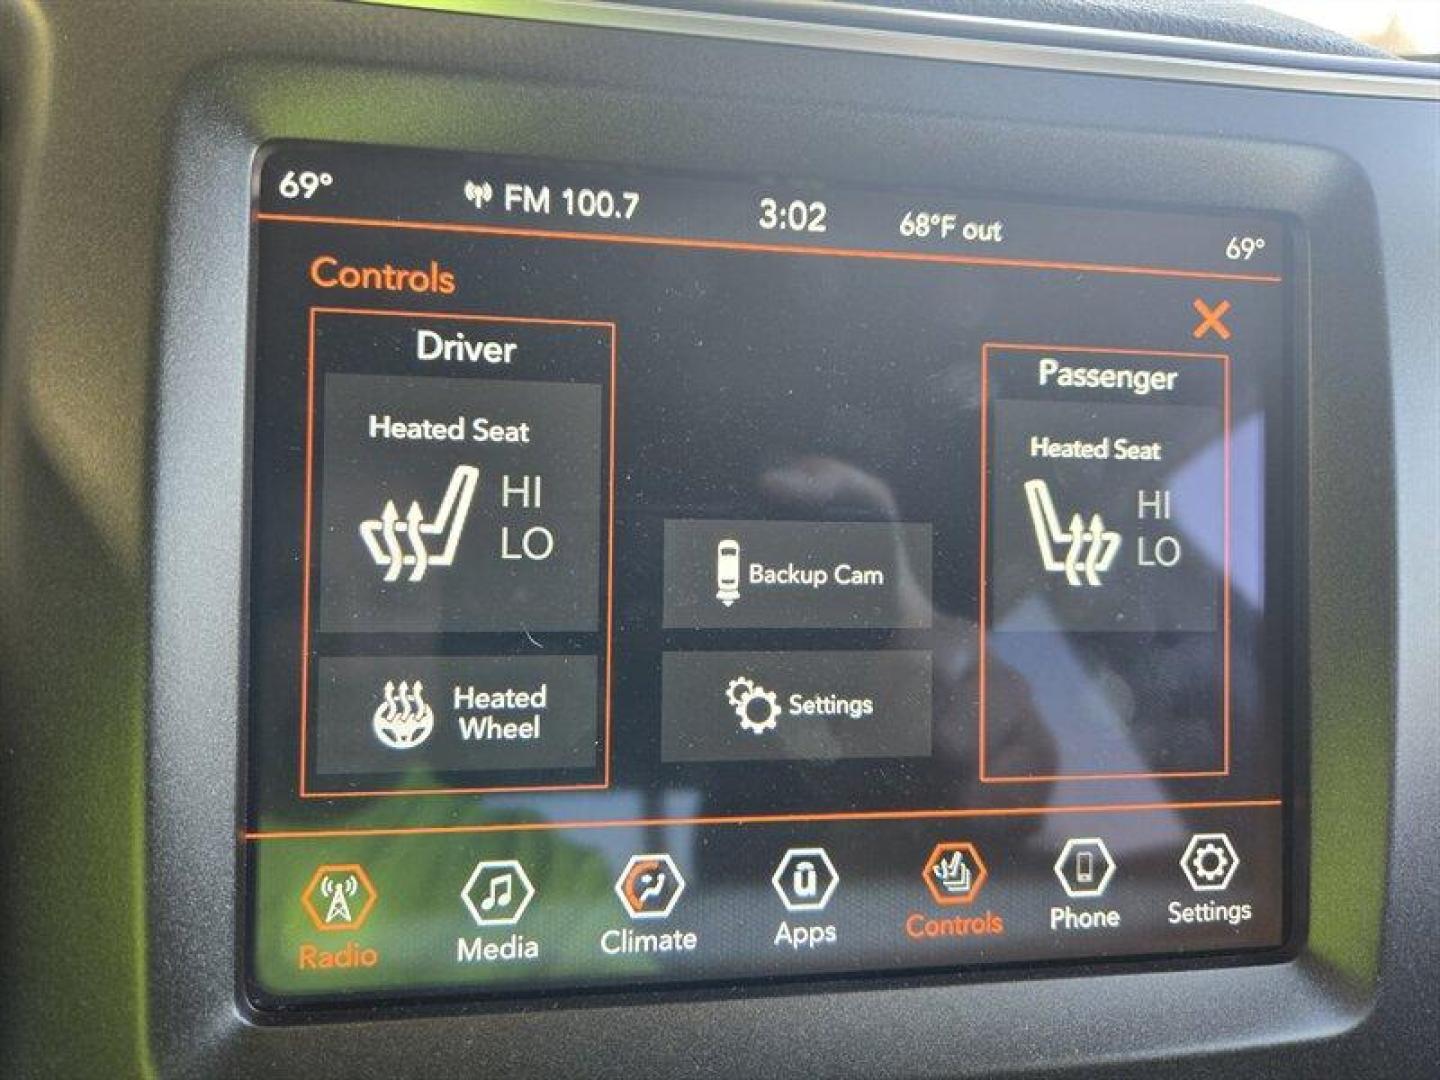 69° FM 100.7 3:02 68°F out 69°
Controls
Driver
Heated Seat
HI
LO
Heated
Wheel
Backup Cam
Settings
Passenger
Heated Seat
HI
LO
Radio Media Climate Apps Controls Phone Settings